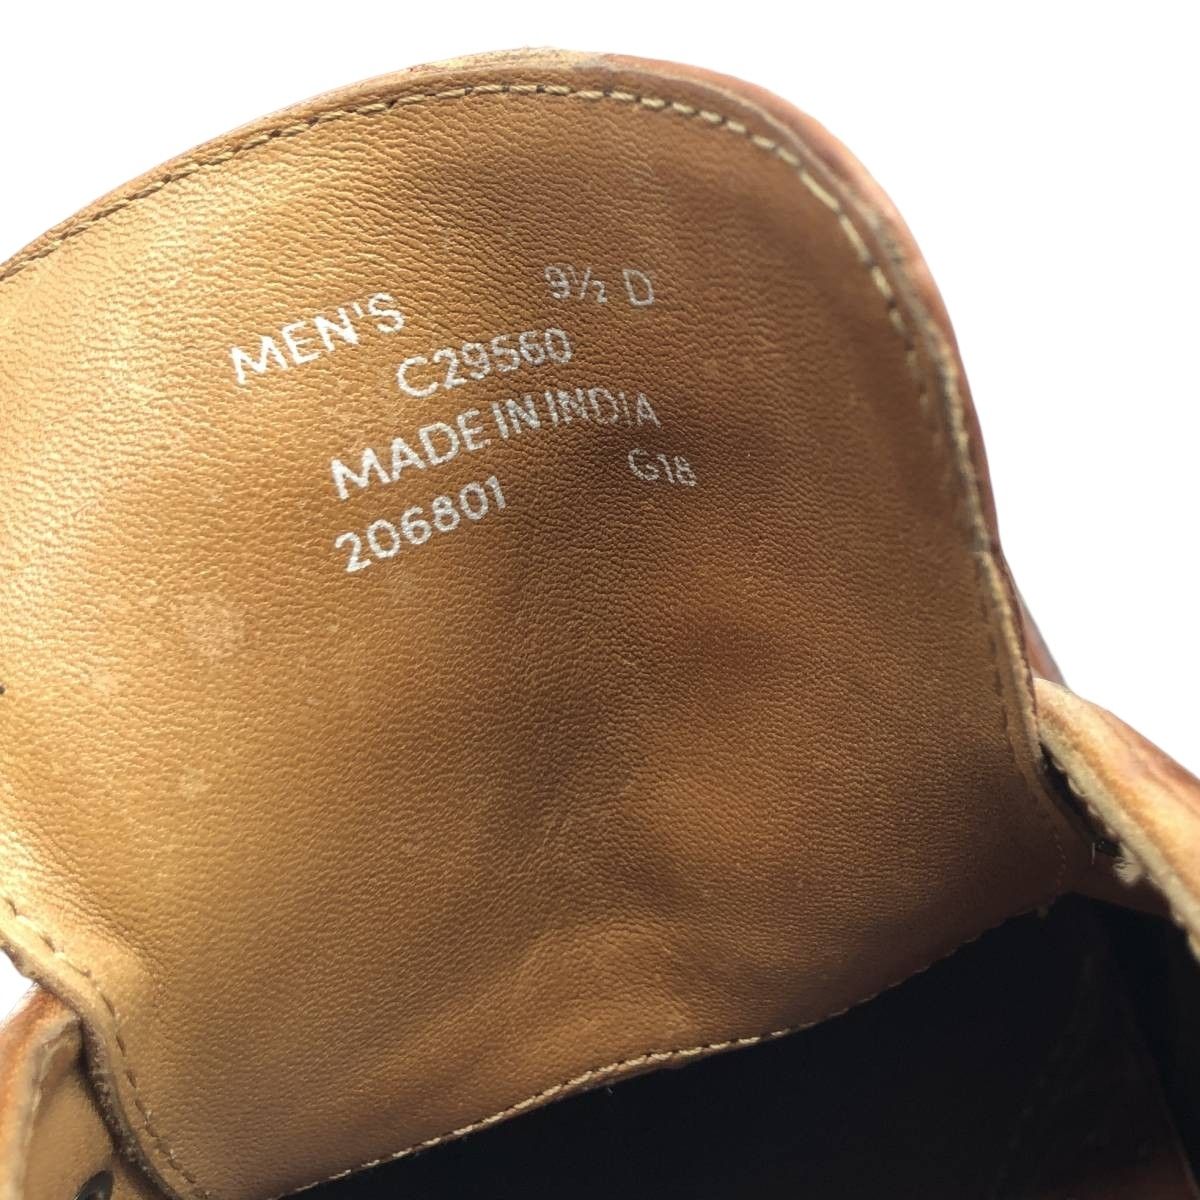 MEN'S 9½ D
C29560
MADE IN INDIA
206801 G18